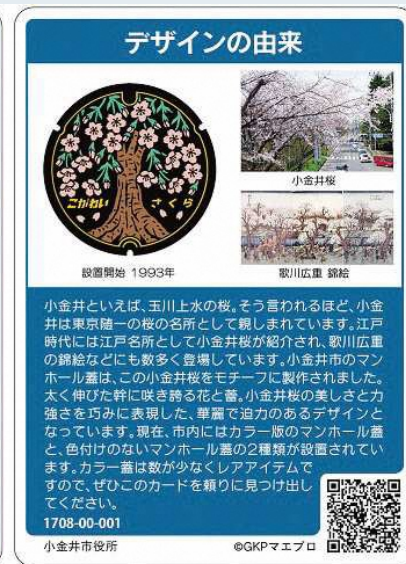 デザインの由来
こがねい さくら
設置開始 1993年
小金井桜
歌川広重 錦絵
小金井といえば、玉川上水の桜。そう言われるほど、小金
井は東京随一の桜の名所として親しまれています。江戸
時代には江戸名所として小金井桜が紹介され、歌川広重
の錦絵などにも数多く登場しています。小金井市のマン
ホール蓋は、この小金井桜をモチーフに製作されました。
太く伸びた幹に咲き誇る花と蕾。小金井桜の美しさと力
強さを巧みに表現した、華麗で迫力のあるデザインと
なっています。現在、市内にはカラー版のマンホール蓋
と、色付けのないマンホール蓋の2種類が設置されてい
ます。カラー蓋は数が少なくレアアイテムで
すので、ぜひこのカードを頼りに見つけ出し
てください。
1708-00-001
小金井市役所
©GKPマエプロ